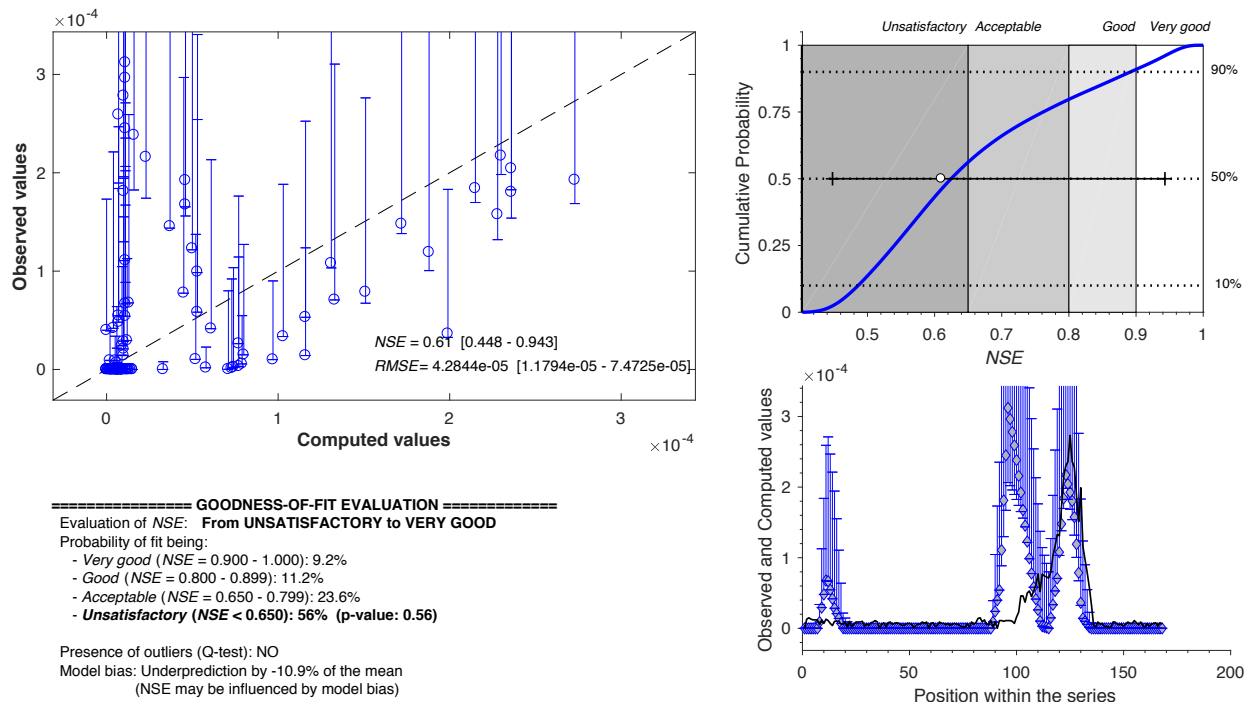 ×10-4
3
2
1
0
Observed values
0
1
2
3
Computed values
×10-4
NSE = 0.61 [0.448 - 0.943]
RMSE= 4.2844e-05 [1.1794e-05 - 7.4725e-05]
Unsatisfactory Acceptable Good Very good
1
0.75
0.5
0.25
0
Cumulative Probability
90%
50%
10%
0.5
0.6
0.7
0.8
0.9
1
NSE
×10-4
3
2
1
0
Observed and Computed values
0
50
100
150
200
Position within the series
================ GOODNESS-OF-FIT EVALUATION =============
Evaluation of NSE: From UNSATISFACTORY to VERY GOOD
Probability of fit being:
- Very good (NSE = 0.900 - 1.000): 9.2%
- Good (NSE = 0.800 - 0.899): 11.2%
- Acceptable (NSE = 0.650 - 0.799): 23.6%
- Unsatisfactory (NSE < 0.650): 56% (p-value: 0.56)
Presence of outliers (Q-test): NO
Model bias: Underprediction by -10.9% of the mean
(NSE may be influenced by model bias)